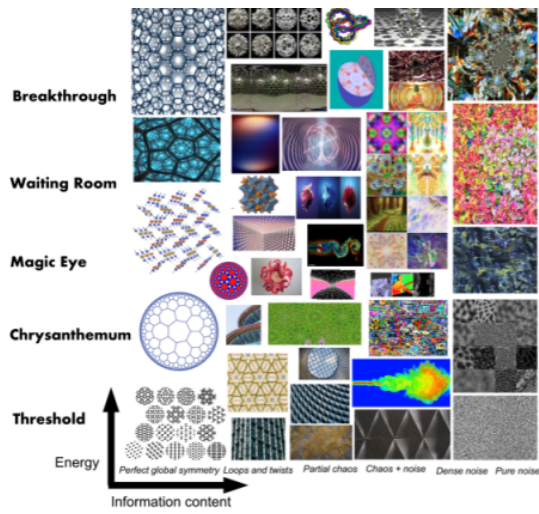 Breakthrough
Waiting Room
Magic Eye
Chrysanthemum
Threshold
Energy
Perfect global symmetry
Loops and twists
Partial chaos
Chaos + noise
Dense noise
Pure noise
Information content